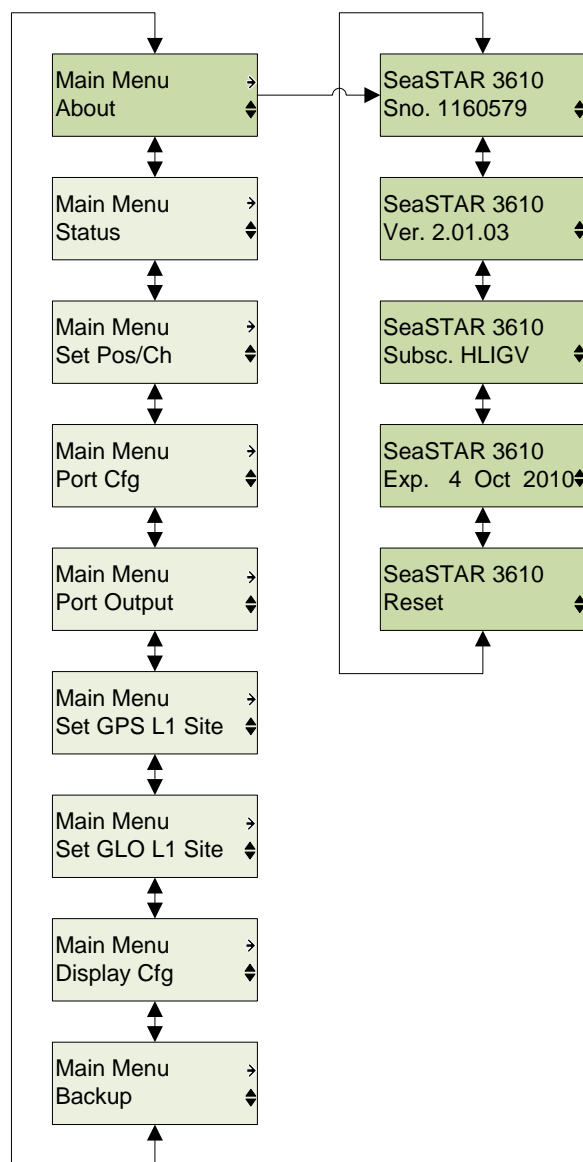 Main Menu
About
Main Menu
Status
Main Menu
Set Pos/Ch
Main Menu
Port Cfg
Main Menu
Port Output
Main Menu
Set GPS L1 Site
Main Menu
Set GLO L1 Site
Main Menu
Display Cfg
Main Menu
Backup
SeaSTAR 3610
Sno. 1160579
SeaSTAR 3610
Ver. 2.01.03
SeaSTAR 3610
Subsc. HLIGV
SeaSTAR 3610
Exp. 4 Oct 2010
SeaSTAR 3610
Reset